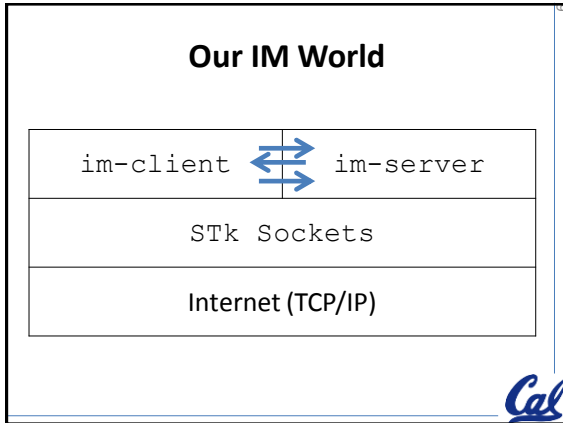 Our IM World
im-client im-server
STk Sockets
Internet (TCP/IP)
Cal